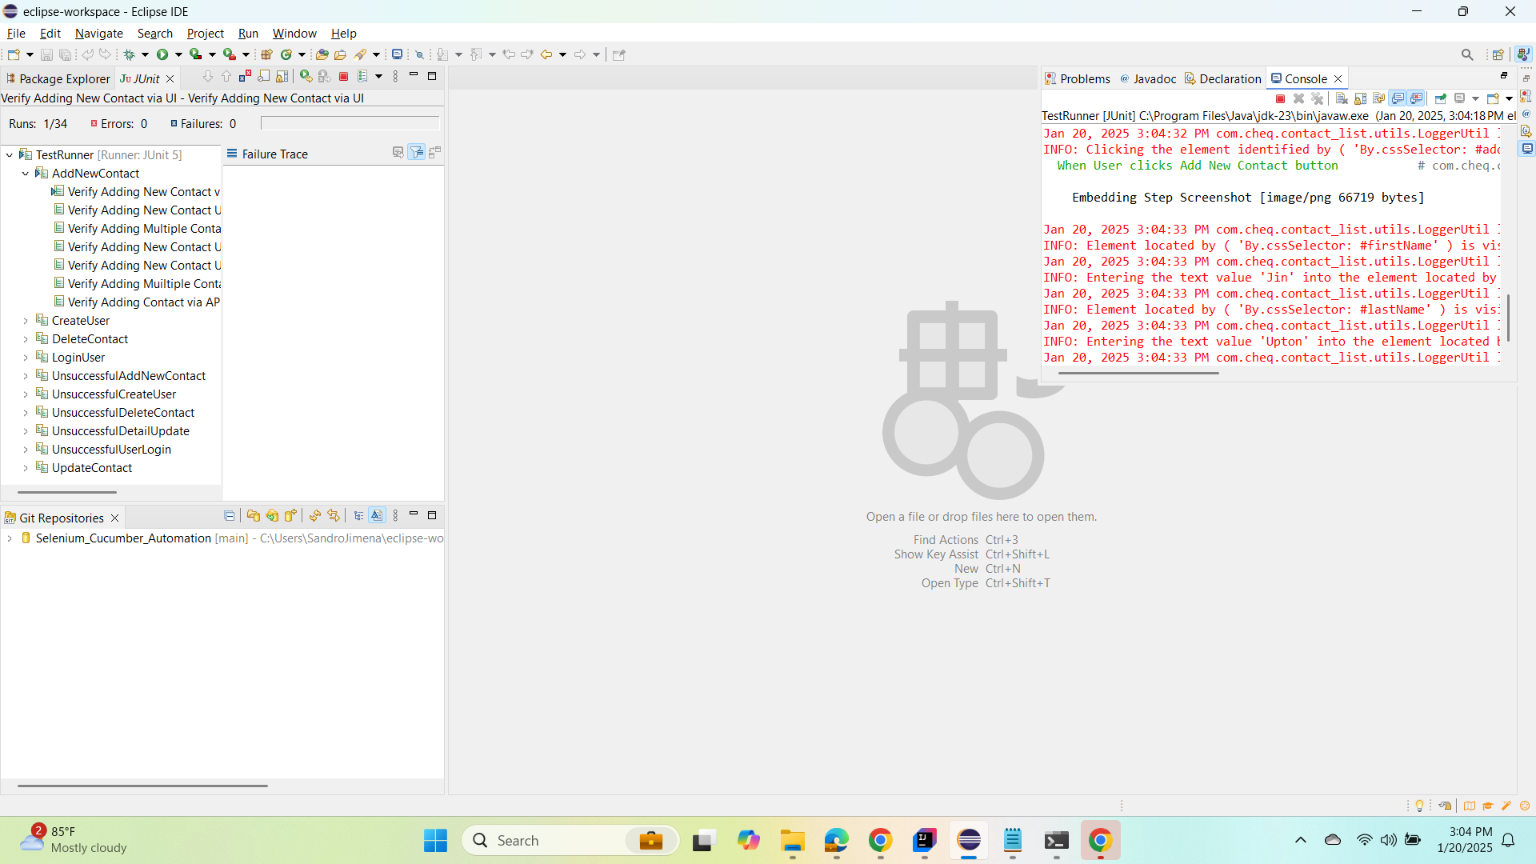 eclipse-workspace - Eclipse IDE
File Edit Navigate Search Project Run Window Help
Package Explorer
JU JUnit
Verify Adding New Contact via UI - Verify Adding New Contact via UI
Runs: 1/34
Errors: 0
Failures: 0
TestRunner [Runner: JUnit 5]
AddNewContact
Verify Adding New Contact v
Verify Adding New Contact U
Verify Adding Multiple Conta
Verify Adding New Contact U
Verify Adding New Contact U
Verify Adding Muiltiple Conta
Verify Adding Contact via AP
CreateUser
DeleteContact
LoginUser
UnsuccessfulAddNewContact
UnsuccessfulCreateUser
UnsuccessfulDeleteContact
UnsuccessfulDetailUpdate
UnsuccessfulUserLogin
UpdateContact
Failure Trace
Git Repositories
Selenium_Cucumber_Automation [main] - C:\Users\SandroJimena\eclipse-wo
Open a file or drop files here to open them.
Find Actions Ctrl+3
Show Key Assist Ctrl+Shift+L
New Ctrl+N
Open Type Ctrl+Shift+T
Problems
@ Javadoc
Declaration
Console
TestRunner [JUnit] C:\Program Files\Java\jdk-23\bin\javaw.exe (Jan 20, 2025, 3:04:18 PM el
Jan 20, 2025 3:04:32 PM com.cheq.contact_list.utils.LoggerUtil
INFO: Clicking the element identified by ( 'By.cssSelector: #add
When User clicks Add New Contact button # com.cheq.c
Embedding Step Screenshot [image/png 66719 bytes]
Jan 20, 2025 3:04:33 PM com.cheq.contact_list.utils.LoggerUtil
INFO: Element located by ( 'By.cssSelector: #firstName' ) is vis
Jan 20, 2025 3:04:33 PM com.cheq.contact_list.utils.LoggerUtil
INFO: Entering the text value 'Jin' into the element located by
Jan 20, 2025 3:04:33 PM com.cheq.contact_list.utils.LoggerUtil
INFO: Element located by ( 'By.cssSelector: #lastName' ) is visi
Jan 20, 2025 3:04:33 PM com.cheq.contact_list.utils.LoggerUtil
INFO: Entering the text value 'Upton' into the element located b
Jan 20, 2025 3:04:33 PM com.cheq.contact_list.utils.LoggerUtil
2
85°F
Mostly cloudy
Search
3:04 PM
1/20/2025